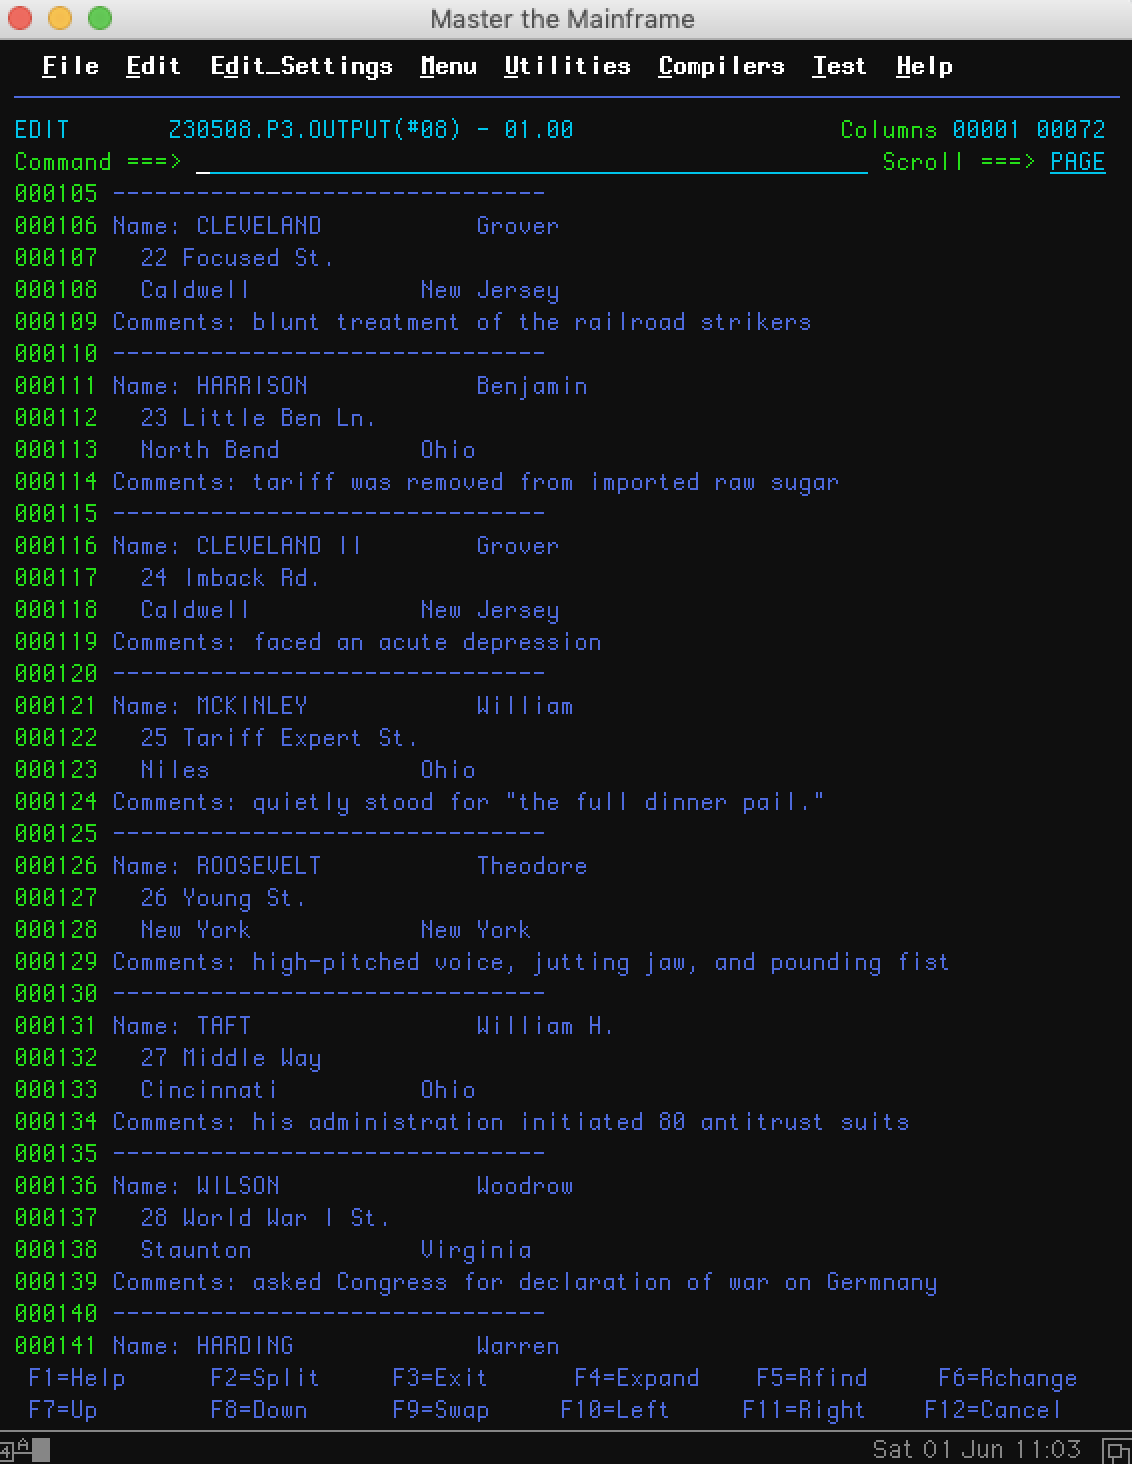 Master the Mainframe
File  Edit  Edit_Settings  Menu  Utilities  Compilers  Test  Help
EDIT       Z30508.P3.OUTPUT(#08) - 01.00                   Columns 00001 00072
Command ===>                                                  Scroll ===> PAGE
000105 -------------------------------
000106 Name: CLEVELAND           Grover
000107   22 Focused St.
000108   Caldwell            New Jersey
000109 Comments: blunt treatment of the railroad strikers
000110 -------------------------------
000111 Name: HARRISON            Benjamin
000112   23 Little Ben Ln.
000113   North Bend          Ohio
000114 Comments: tariff was removed from imported raw sugar
000115 -------------------------------
000116 Name: CLEVELAND II        Grover
000117   24 Imback Rd.
000118   Caldwell            New Jersey
000119 Comments: faced an acute depression
000120 -------------------------------
000121 Name: MCKINLEY            William
000122   25 Tariff Expert St.
000123   Niles               Ohio
000124 Comments: quietly stood for "the full dinner pail."
000125 -------------------------------
000126 Name: ROOSEVELT           Theodore
000127   26 Young St.
000128   New York            New York
000129 Comments: high-pitched voice, jutting jaw, and pounding fist
000130 -------------------------------
000131 Name: TAFT                William H.
000132   27 Middle Way
000133   Cincinnati          Ohio
000134 Comments: his administration initiated 80 antitrust suits
000135 -------------------------------
000136 Name: WILSON              Woodrow
000137   28 World War I St.
000138   Staunton            Virginia
000139 Comments: asked Congress for declaration of war on Germnany
000140 -------------------------------
000141 Name: HARDING             Warren
F1=Help      F2=Split     F3=Exit      F4=Expand    F5=Rfind     F6=Rchange
F7=Up        F8=Down      F9=Swap     F10=Left     F11=Right    F12=Cancel
4 A                                                   Sat 01 Jun 11:03